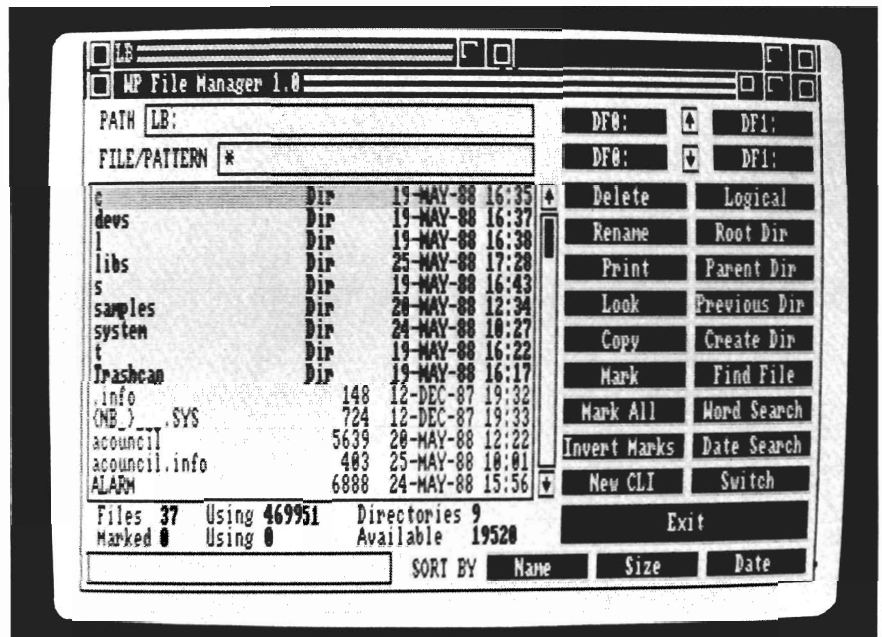 LB
WP File Manager 1.0
PATH LB: DF0: DF1:
FILE/PATTERN * DF0: DF1:
c Dir 19-MAY-88 16:35 Delete Logical
devs Dir 19-MAY-88 16:37
l Dir 19-MAY-88 16:38 Rename Root Dir
libs Dir 25-MAY-88 17:28 Print Parent Dir
s Dir 19-MAY-88 16:43
samples Dir 20-MAY-88 12:34 Look Previous Dir
system Dir 24-MAY-88 10:27 Copy Create Dir
t Dir 19-MAY-88 16:22
Trashcan Dir 19-MAY-88 16:17 Mark Find File
.info 148 12-DEC-87 19:32
{NB_}___.SYS 724 12-DEC-87 19:33 Mark All Word Search
acouncil 5639 20-MAY-88 12:22
acouncil.info 403 25-MAY-88 10:01 Invert Marks Date Search
ALARM 6888 24-MAY-88 15:56 New CLI Switch
Files 37 Using 469951 Directories 9 Exit
Marked 0 Using 0 Available 19520
SORT BY Name Size Date